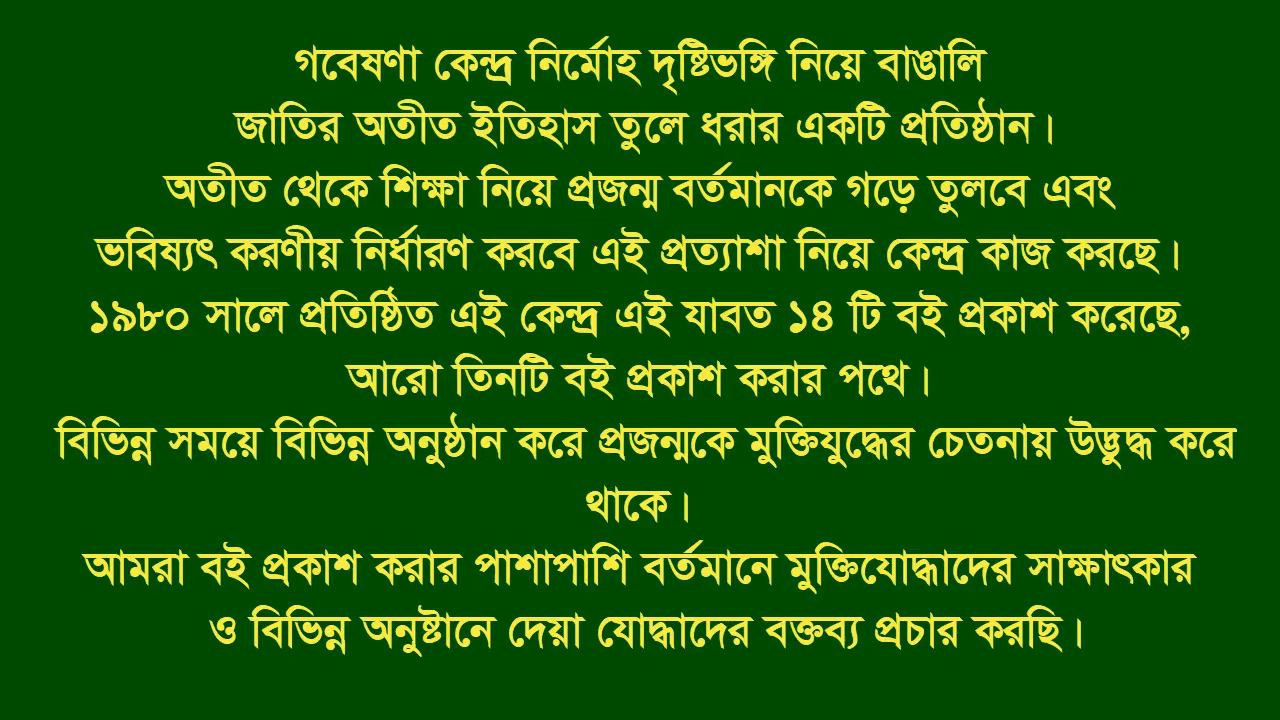 গবেষণা কেন্দ্র নির্মোহ দৃষ্টিভঙ্গি নিয়ে বাঙালি
জাতির অতীত ইতিহাস তুলে ধরার একটি প্রতিষ্ঠান।
অতীত থেকে শিক্ষা নিয়ে প্রজন্ম বর্তমানকে গড়ে তুলবে এবং
ভবিষ্যৎ করণীয় নির্ধারণ করবে এই প্রত্যাশা নিয়ে কেন্দ্র কাজ করছে।
১৯৮০ সালে প্রতিষ্ঠিত এই কেন্দ্র এই যাবত ১৪ টি বই প্রকাশ করেছে,
আরো তিনটি বই প্রকাশ করার পথে।
বিভিন্ন সময়ে বিভিন্ন অনুষ্ঠান করে প্রজন্মকে মুক্তিযুদ্ধের চেতনায় উদ্ভুদ্ধ করে
থাকে।
আমরা বই প্রকাশ করার পাশাপাশি বর্তমানে মুক্তিযোদ্ধাদের সাক্ষাৎকার
ও বিভিন্ন অনুষ্টানে দেয়া যোদ্ধাদের বক্তব্য প্রচার করছি।